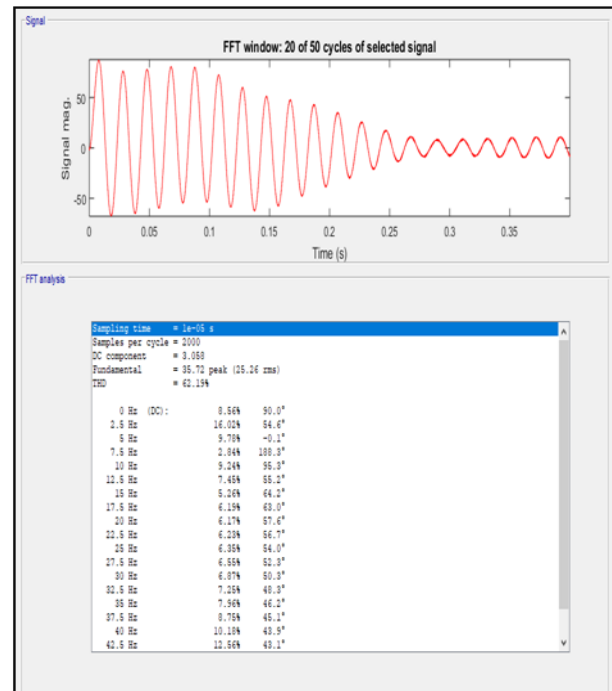 Signal
FFT window: 20 of 50 cycles of selected signal
Signal mag.
50
0
-50
0 0.05 0.1 0.15 0.2 0.25 0.3 0.35
Time (s)
FFT analysis
Sampling time = 1e-05 s
Samples per cycle = 2000
DC component = 3.058
Fundamental = 35.72 peak (25.26 rms)
THD = 62.19%
0 Hz (DC): 8.56% 90.0°
2.5 Hz 16.02% 54.6°
5 Hz 9.78% -0.1°
7.5 Hz 2.84% 188.3°
10 Hz 9.24% 95.3°
12.5 Hz 7.45% 55.2°
15 Hz 5.26% 64.2°
17.5 Hz 6.19% 63.0°
20 Hz 6.17% 57.6°
22.5 Hz 6.23% 56.7°
25 Hz 6.35% 54.0°
27.5 Hz 6.55% 52.3°
30 Hz 6.87% 50.3°
32.5 Hz 7.25% 48.3°
35 Hz 7.96% 46.2°
37.5 Hz 8.75% 45.1°
40 Hz 10.18% 43.9°
42.5 Hz 12.56% 43.1°